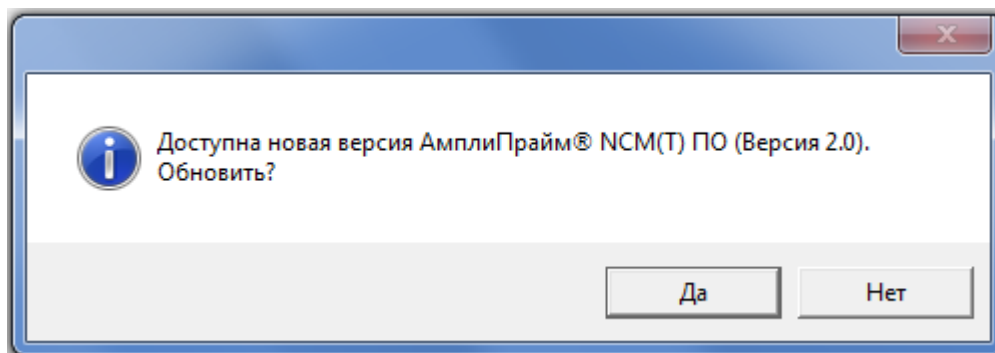 Доступна новая версия АмплиПрайм® NCM(T) ПО (Версия 2.0).
Обновить?
Да
Нет